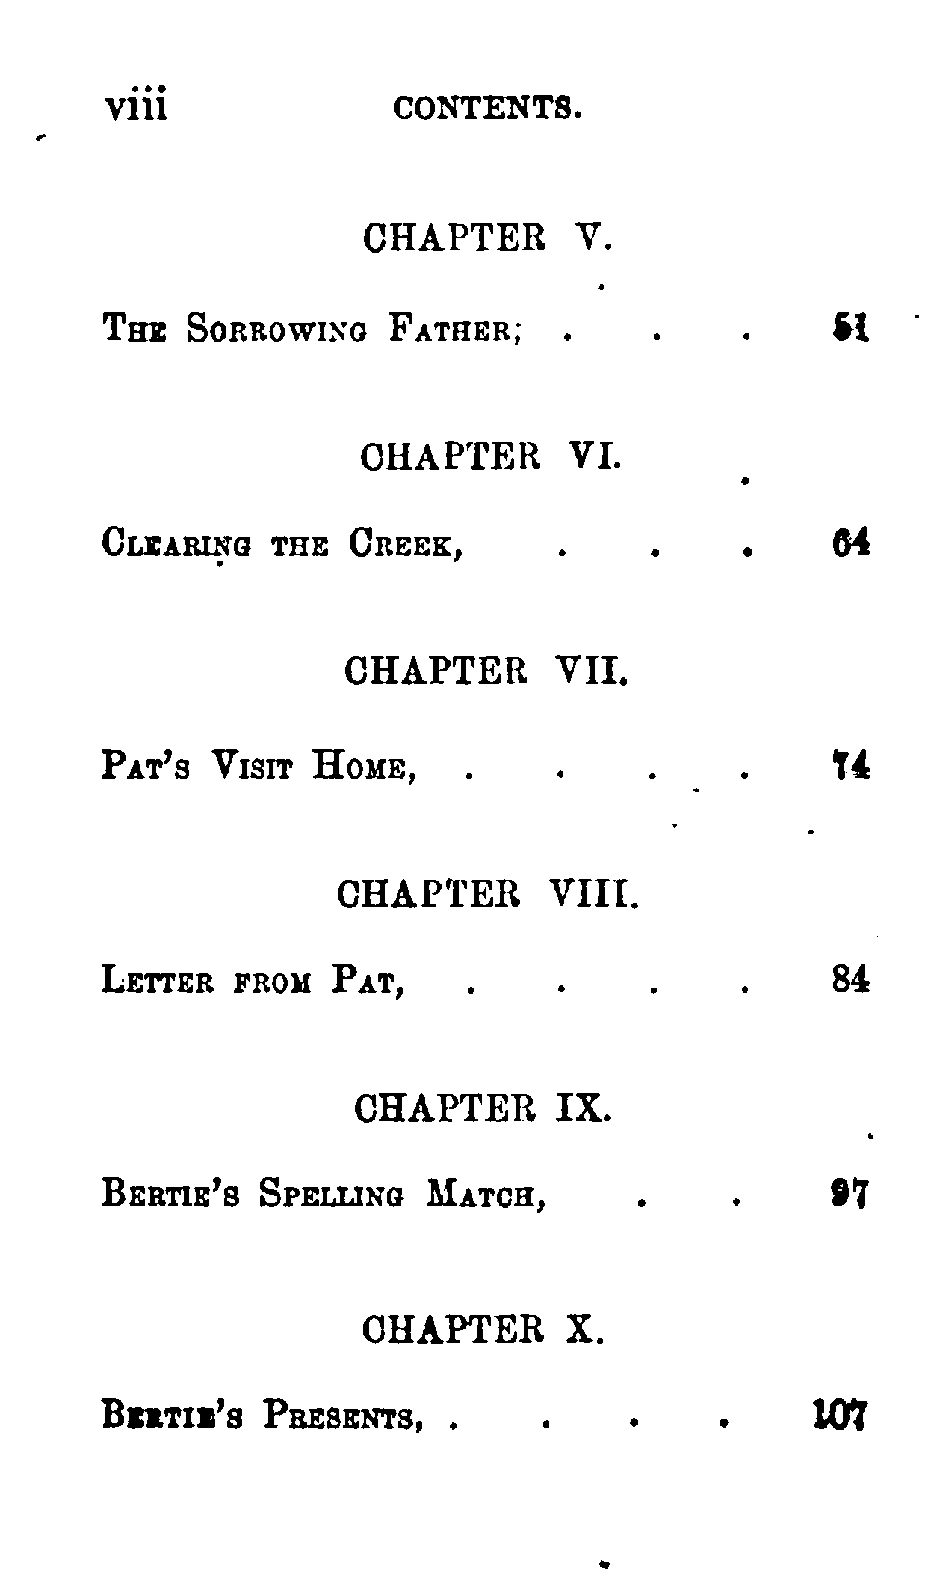 viii CONTENTS.
CHAPTER V.
The Sorrowing Father; . . . 51
CHAPTER VI.
Clearing the Creek, . . . 64
CHAPTER VII.
Pat's Visit Home, . . . . 74
CHAPTER VIII.
Letter from Pat, . . . . 84
CHAPTER IX.
Bertie's Spelling Match, . . 97
CHAPTER X.
Bertie's Presents, . . . . 107